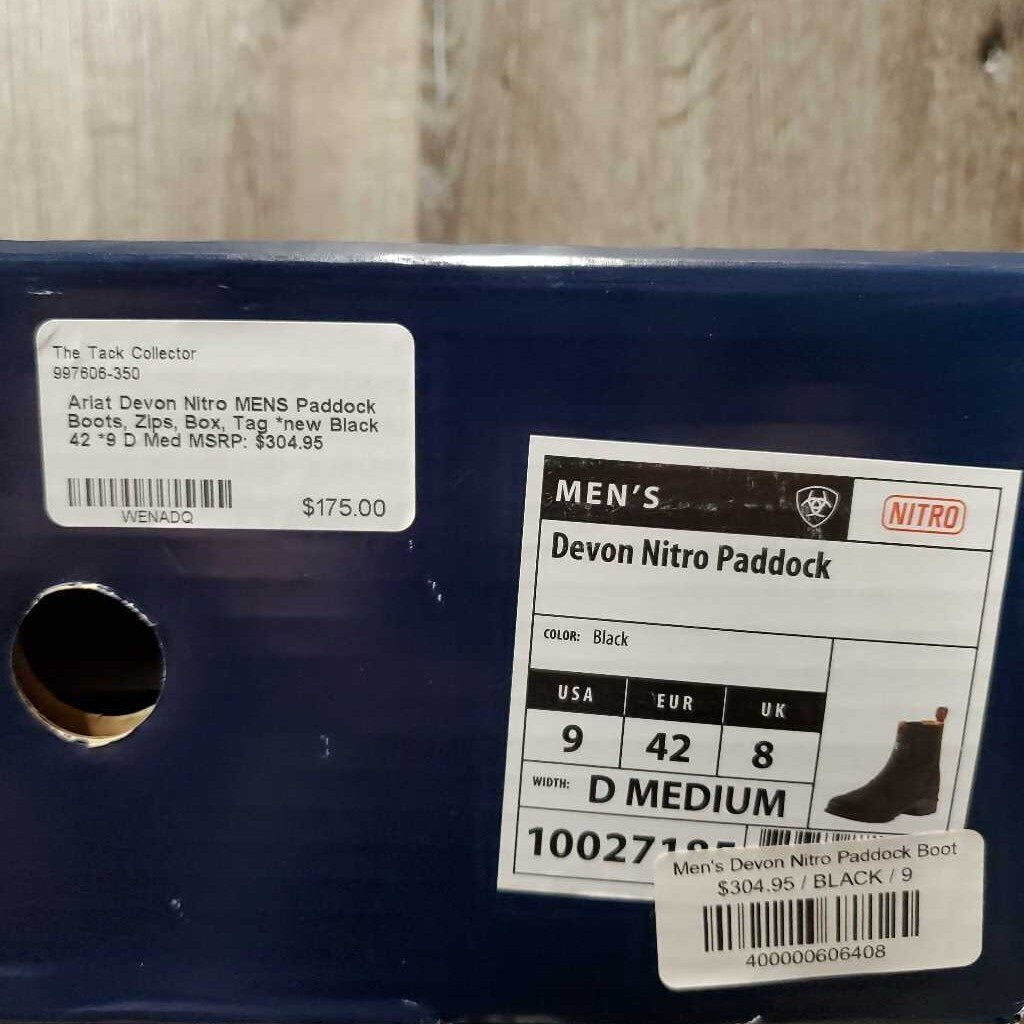 The Tack Collector
997606-350
Ariat Devon Nitro MENS Paddock
Boots, Zips, Box, Tag *new Black
42 *9 D Med MSRP: $304.95
WENADQ
$175.00
MEN'S
NITRO
Devon Nitro Paddock
COLOR: Black
USA EUR UK
9 42 8
WIDTH: D MEDIUM
Men's Devon Nitro Paddock Boot
$304.95 / BLACK / 9
400000606408